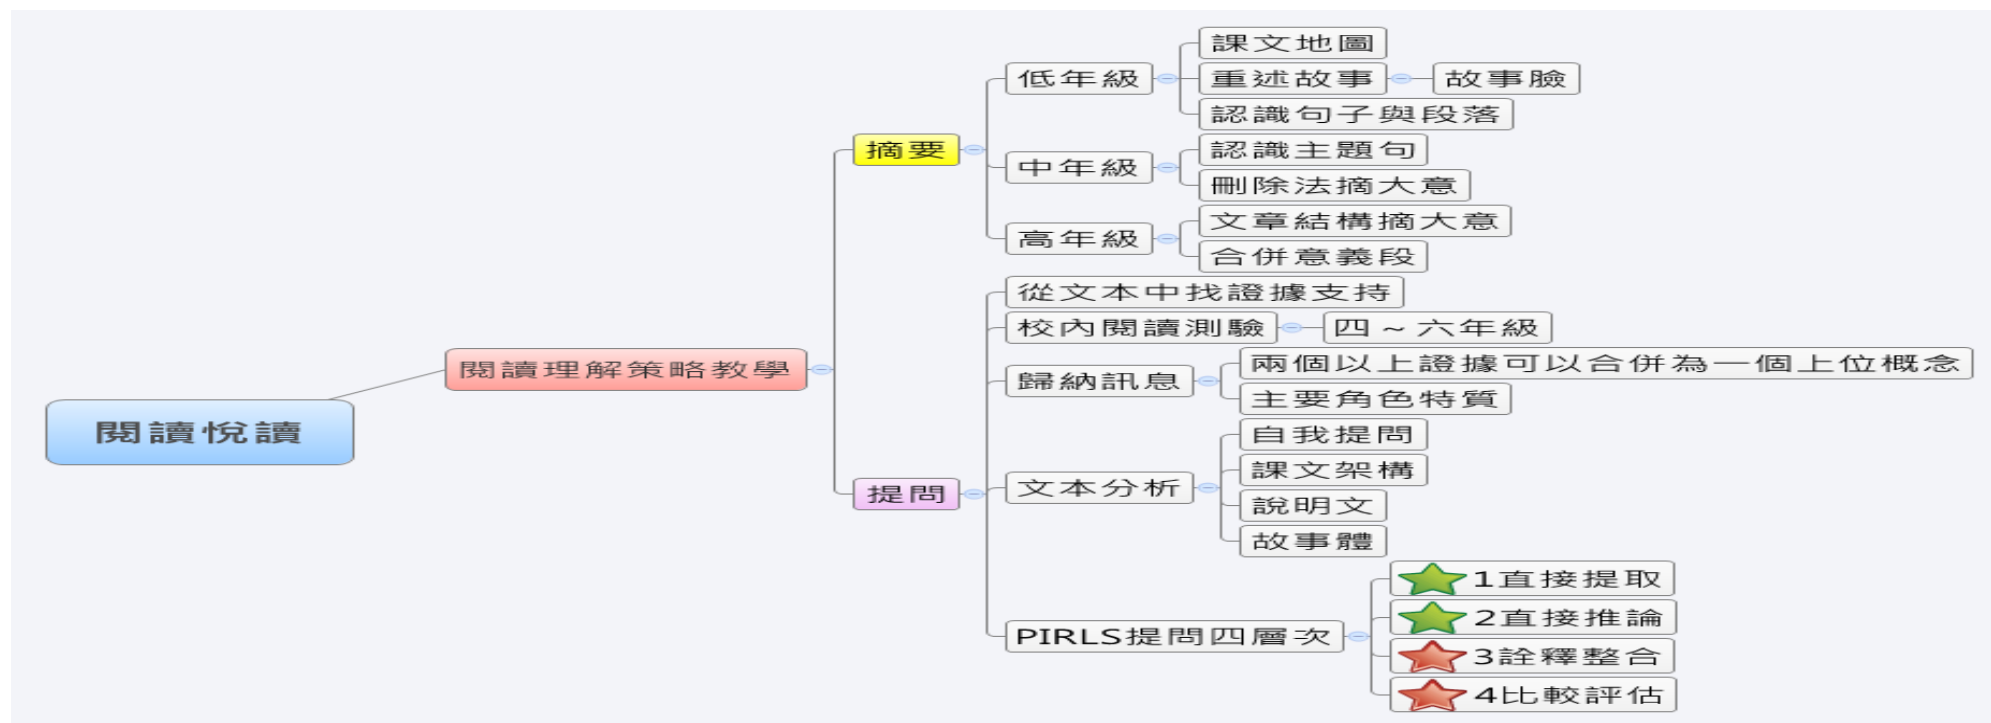 閱讀悅讀
閱讀理解策略教學
摘要
低年級
課文地圖
重述故事
故事臉
認識句子與段落
中年級
認識主題句
刪除法摘大意
高年級
文章結構摘大意
合併意義段
提問
從文本中找證據支持
校內閱讀測驗
四～六年級
歸納訊息
兩個以上證據可以合併為一個上位概念
主要角色特質
文本分析
自我提問
課文架構
說明文
故事體
PIRLS提問四層次
1直接提取
2直接推論
3詮釋整合
4比較評估